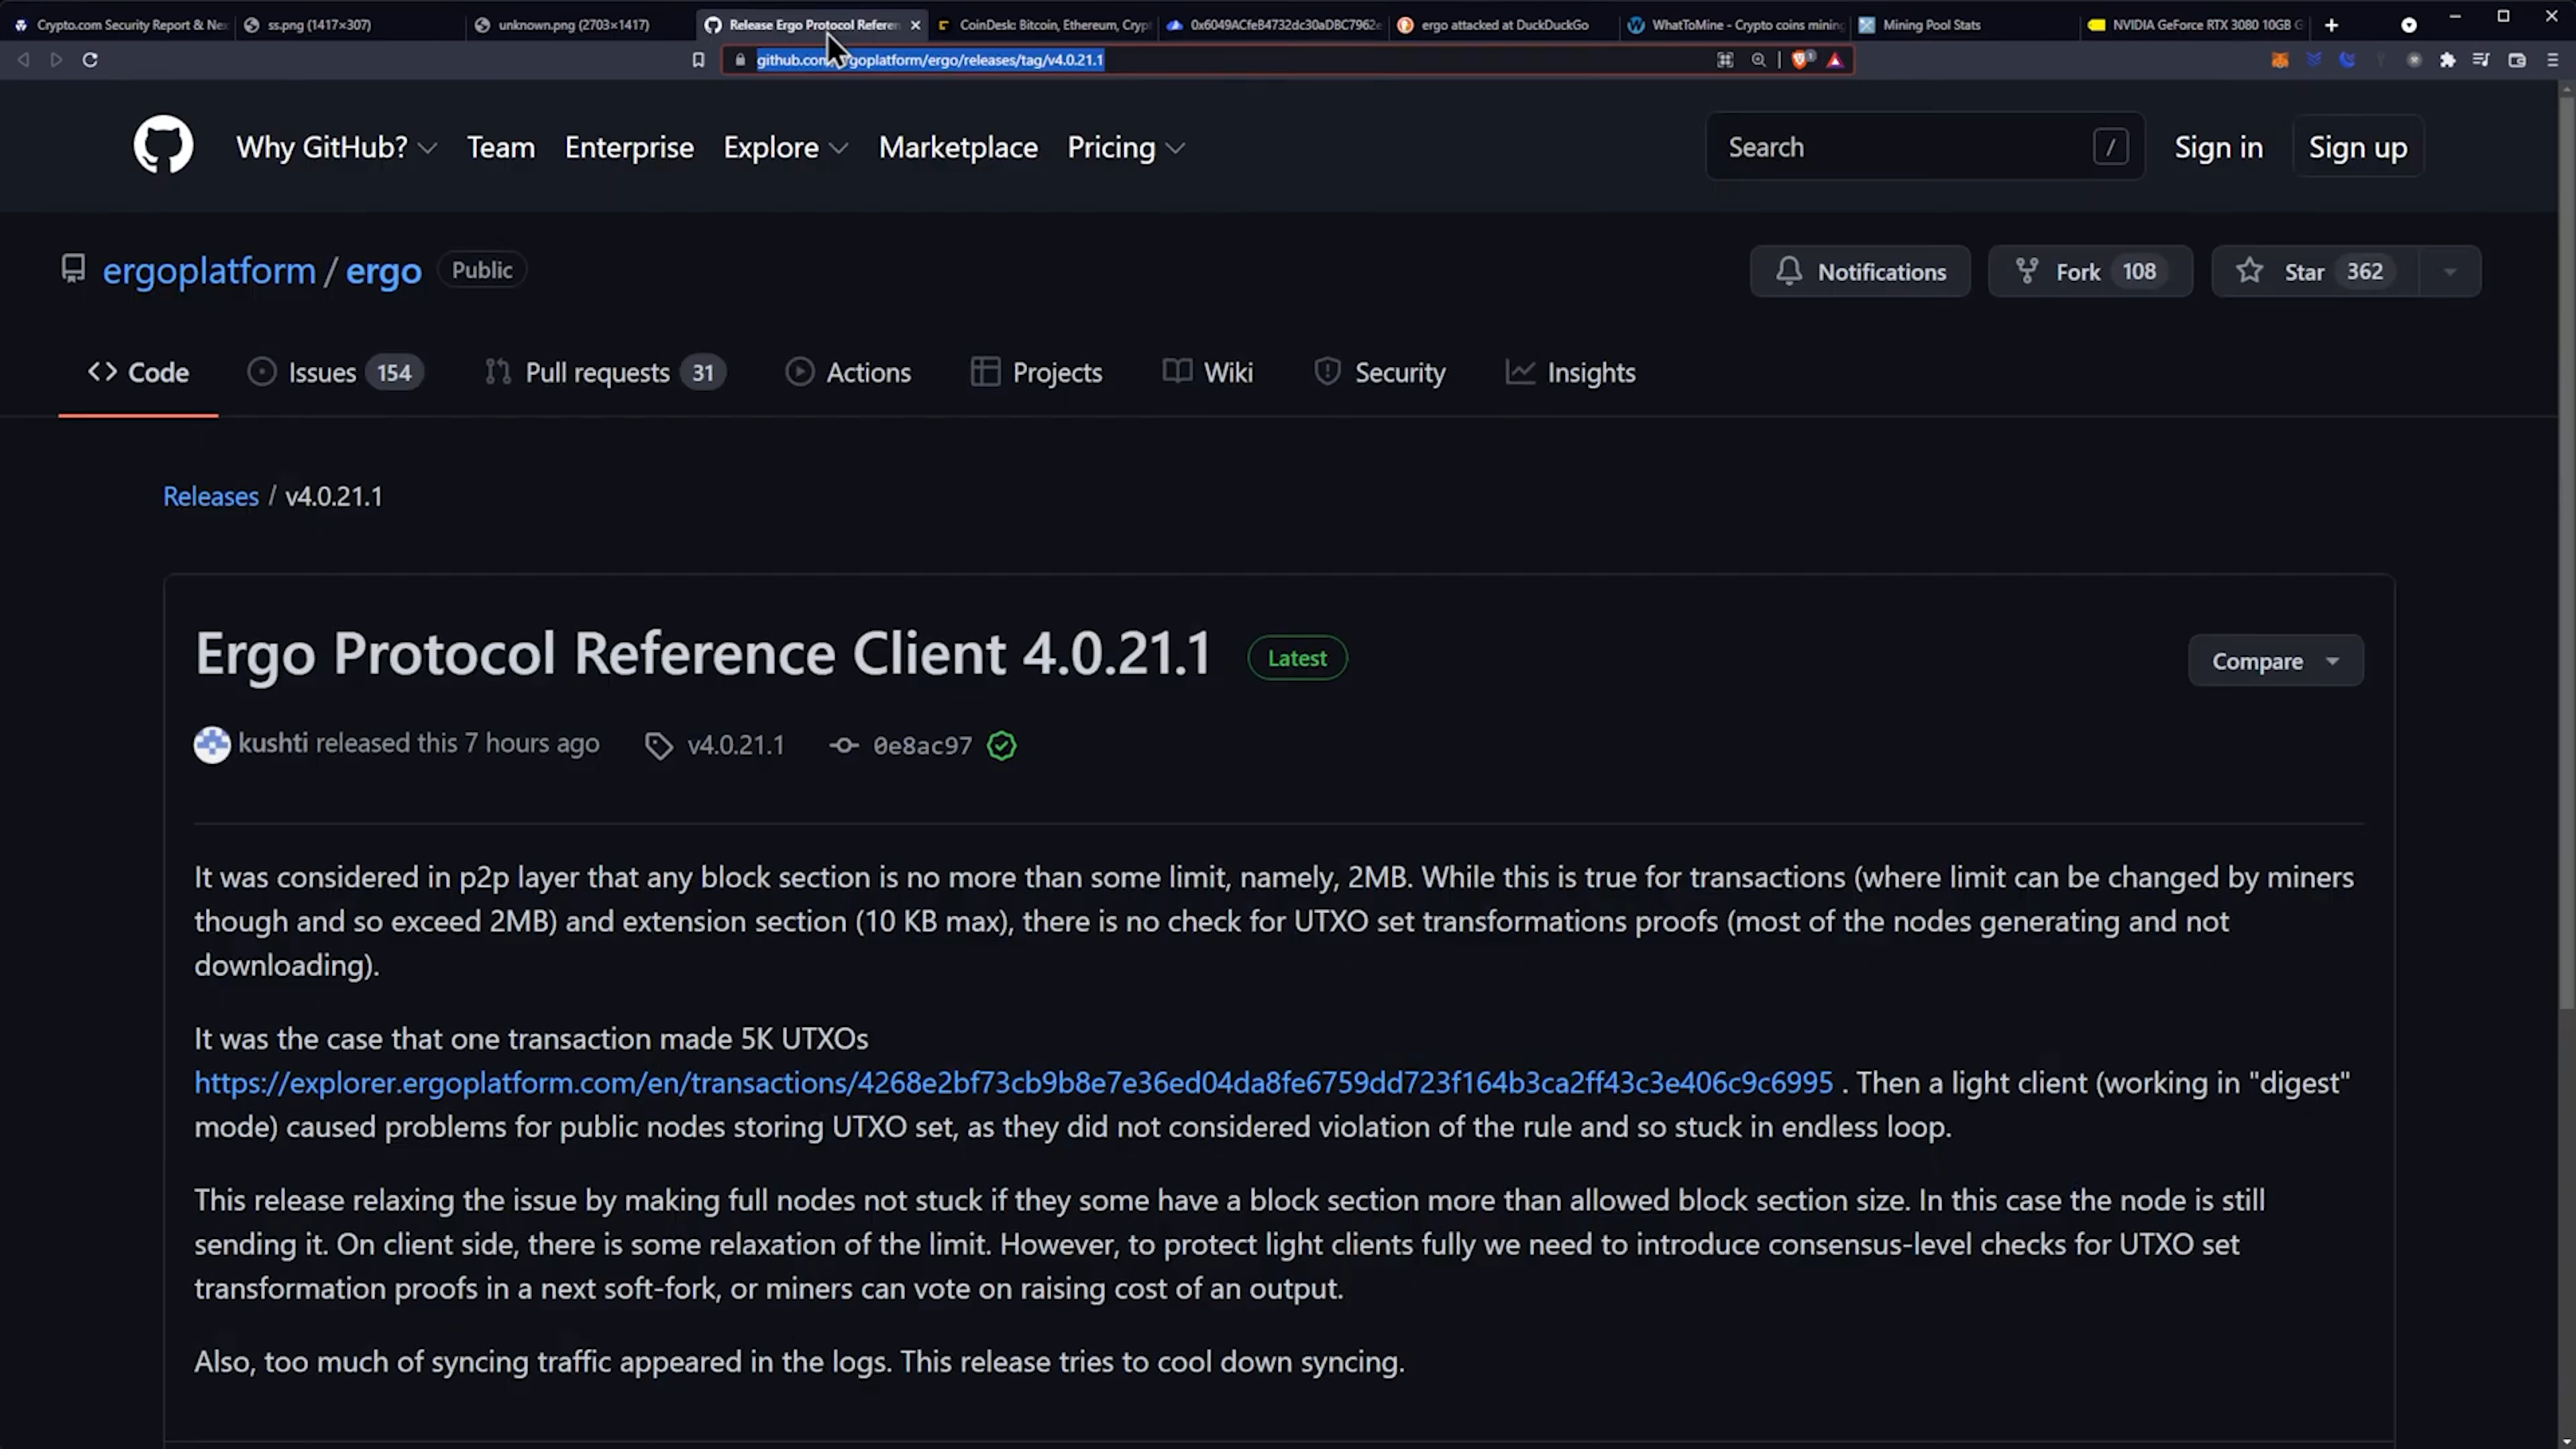 Crypto.com Security Report & Ne
ss.png (1417×307)
unknown.png (2703×1417)
Release Ergo Protocol Referen
CoinDesk: Bitcoin, Ethereum, Crypt
0x6049ACfeB4732dc30aDBC7962e
ergo attacked at DuckDuckGo
WhatToMine - Crypto coins mining
Mining Pool Stats
NVIDIA GeForce RTX 3080 10GB G
github.com goplatform/ergo/releases/tag/v4.0.21.1
1
Why GitHub? Team Enterprise Explore Marketplace Pricing
Search /
Sign in
Sign up
ergoplatform / ergo Public
Notifications
Fork 108
Star 362
<> Code
Issues 154
Pull requests 31
Actions
Projects
Wiki
Security
Insights
Releases / v4.0.21.1
Ergo Protocol Reference Client 4.0.21.1 Latest
Compare
kushti released this 7 hours ago v4.0.21.1 0e8ac97
It was considered in p2p layer that any block section is no more than some limit, namely, 2MB. While this is true for transactions (where limit can be changed by miners
though and so exceed 2MB) and extension section (10 KB max), there is no check for UTXO set transformations proofs (most of the nodes generating and not
downloading).
It was the case that one transaction made 5K UTXOs
https://explorer.ergoplatform.com/en/transactions/4268e2bf73cb9b8e7e36ed04da8fe6759dd723f164b3ca2ff43c3e406c9c6995 . Then a light client (working in "digest"
mode) caused problems for public nodes storing UTXO set, as they did not considered violation of the rule and so stuck in endless loop.
This release relaxing the issue by making full nodes not stuck if they some have a block section more than allowed block section size. In this case the node is still
sending it. On client side, there is some relaxation of the limit. However, to protect light clients fully we need to introduce consensus-level checks for UTXO set
transformation proofs in a next soft-fork, or miners can vote on raising cost of an output.
Also, too much of syncing traffic appeared in the logs. This release tries to cool down syncing.